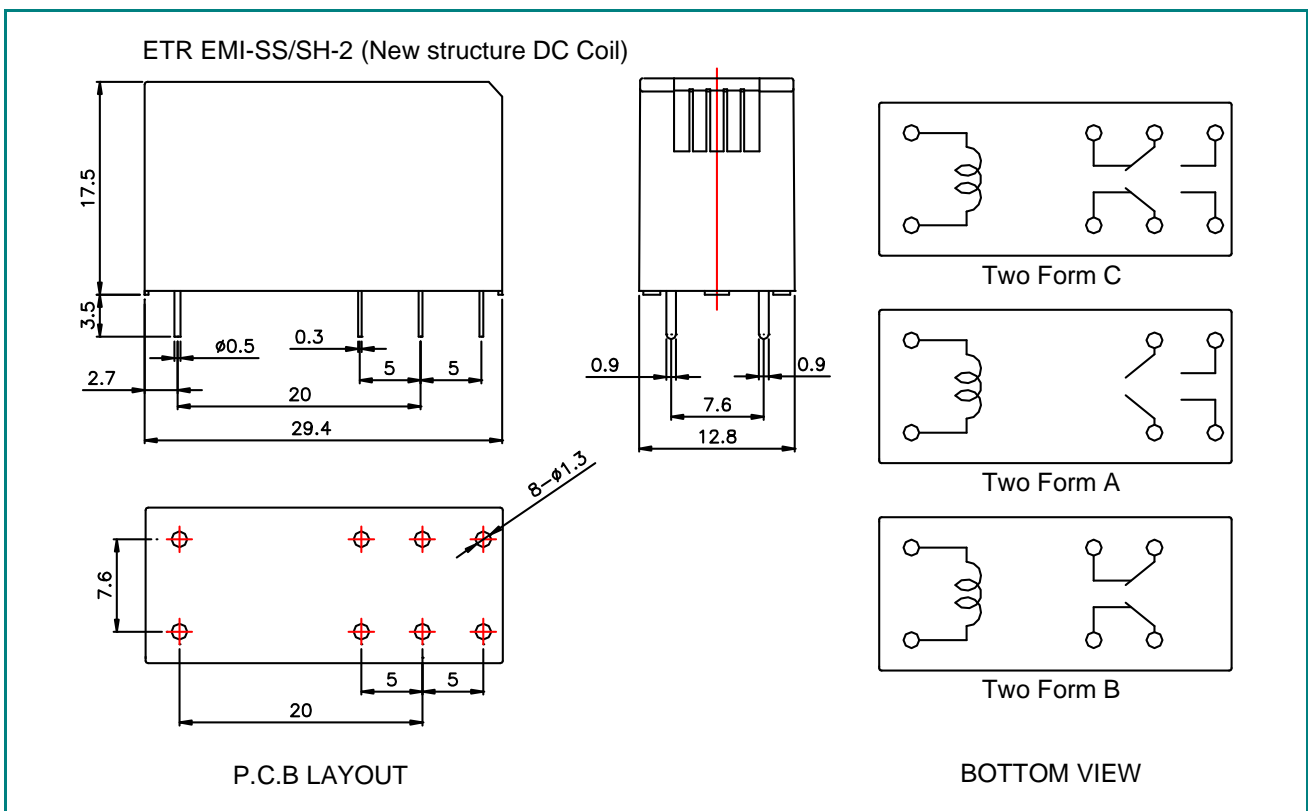 ETR EMI-SS/SH-2 (New structure DC Coil)
17.5
3.5
ø0.5
0.3
5
5
2.7
20
29.4
0.9
0.9
7.6
12.8
Two Form C
Two Form A
Two Form B
8-ø1.3
7.6
5
5
20
P.C.B LAYOUT
BOTTOM VIEW